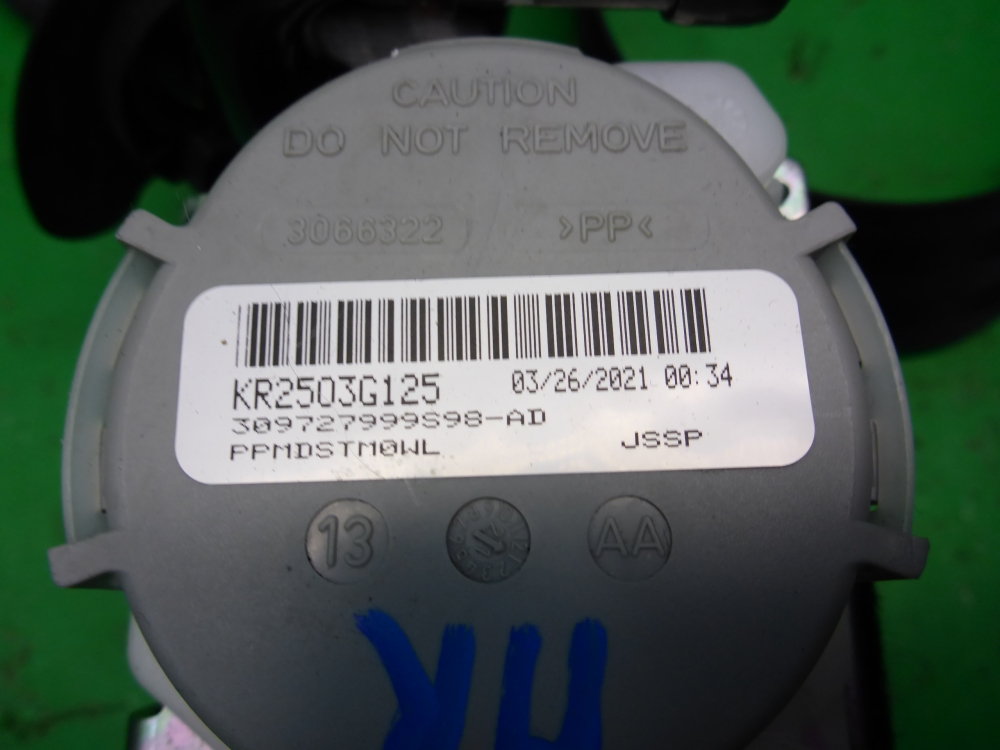 CAUTION
DO NOT REMOVE
3066322 >PP<
KR2503G125 03/26/2021 00:34
309727999S98-AD
PPMDSTM0WL JSSP
13 AA